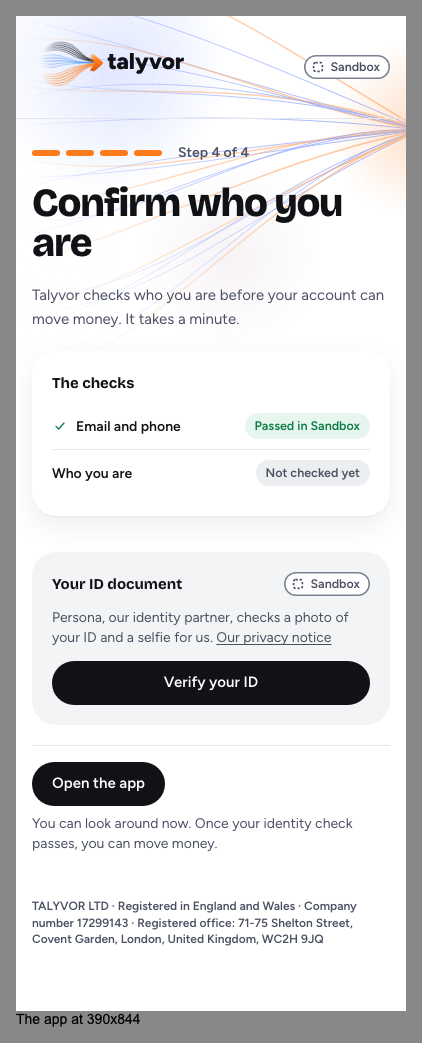 talyvor
Sandbox
Step 4 of 4
Confirm who you
are
Talyvor checks who you are before your account can
move money. It takes a minute.
The checks
Email and phone
Passed in Sandbox
Who you are
Not checked yet
Your ID document
Sandbox
Persona, our identity partner, checks a photo of
your ID and a selfie for us. Our privacy notice
Verify your ID
Open the app
You can look around now. Once your identity check
passes, you can move money.
TALYVOR LTD · Registered in England and Wales · Company
number 17299143 · Registered office: 71-75 Shelton Street,
Covent Garden, London, United Kingdom, WC2H 9JQ
The app at 390x844